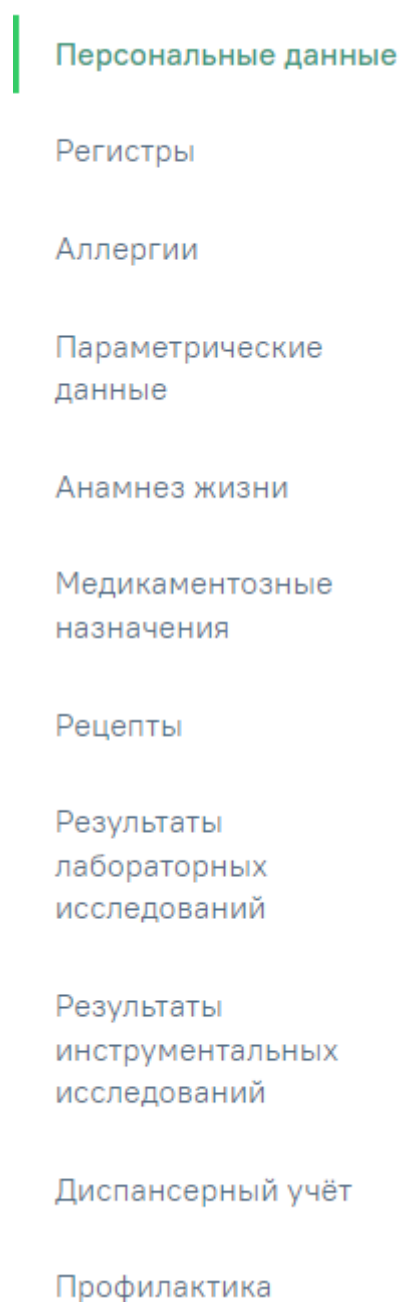 Персональные данные
Регистры
Аллергии
Параметрические
данные
Анамнез жизни
Медикаментозные
назначения
Рецепты
Результаты
лабораторных
исследований
Результаты
инструментальных
исследований
Диспансерный учёт
Профилактика